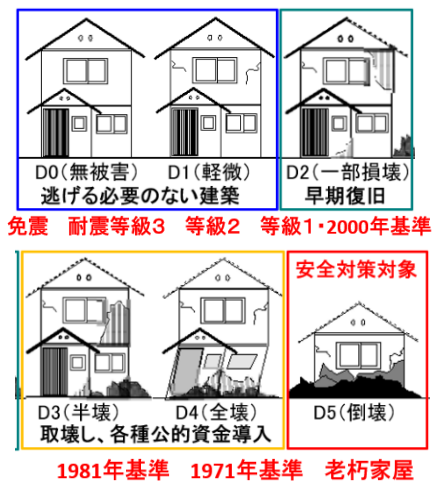 D0(無被害) D1(軽微) D2(一部損壊)
逃げる必要のない建築 早期復旧
免震 耐震等級3 等級2 等級1・2000年基準
安全対策対象
D3(半壊) D4(全壊) D5(倒壊)
取壊し、各種公的資金導入
1981年基準 1971年基準 老朽家屋